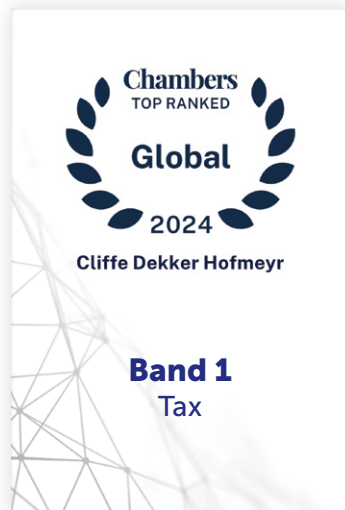 Chambers
TOP RANKED
Global
2024
Cliffe Dekker Hofmeyr
Band 1
Tax